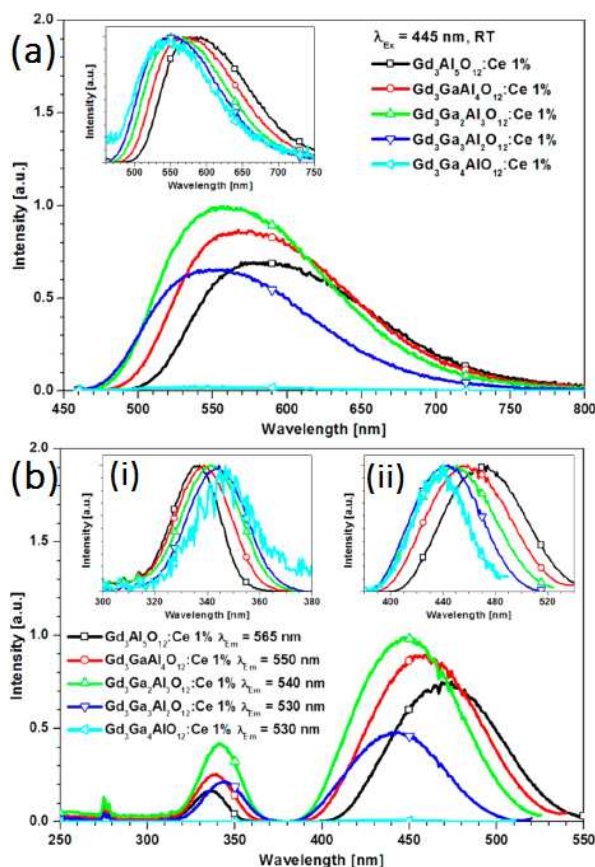 (a)
Intensity [a.u.]
500 550 600 650 700 750
Wavelength [nm]
λEx = 445 nm, RT
Gd3Al5O12:Ce 1%
Gd3GaAl4O12:Ce 1%
Gd3Ga2Al3O12:Ce 1%
Gd3Ga3Al2O12:Ce 1%
Gd3Ga4AlO12:Ce 1%
Intensity [a.u.]
2.0
1.5
1.0
0.5
0.0
450 500 550 600 650 700 750 800
Wavelength [nm]
(b)
(i)
Intensity [a.u.]
300 320 340 360 380
Wavelength [nm]
(ii)
Intensity [a.u.]
400 440 480 520
Wavelength [nm]
Gd3Al5O12:Ce 1% λEm = 565 nm
Gd3GaAl4O12:Ce 1% λEm = 550 nm
Gd3Ga2Al3O12:Ce 1% λEm = 540 nm
Gd3Ga3Al2O12:Ce 1% λEm = 530 nm
Gd3Ga4AlO12:Ce 1% λEm = 530 nm
Intensity [a.u.]
2.0
1.5
1.0
0.5
0.0
250 300 350 400 450 500 550
Wavelength [nm]